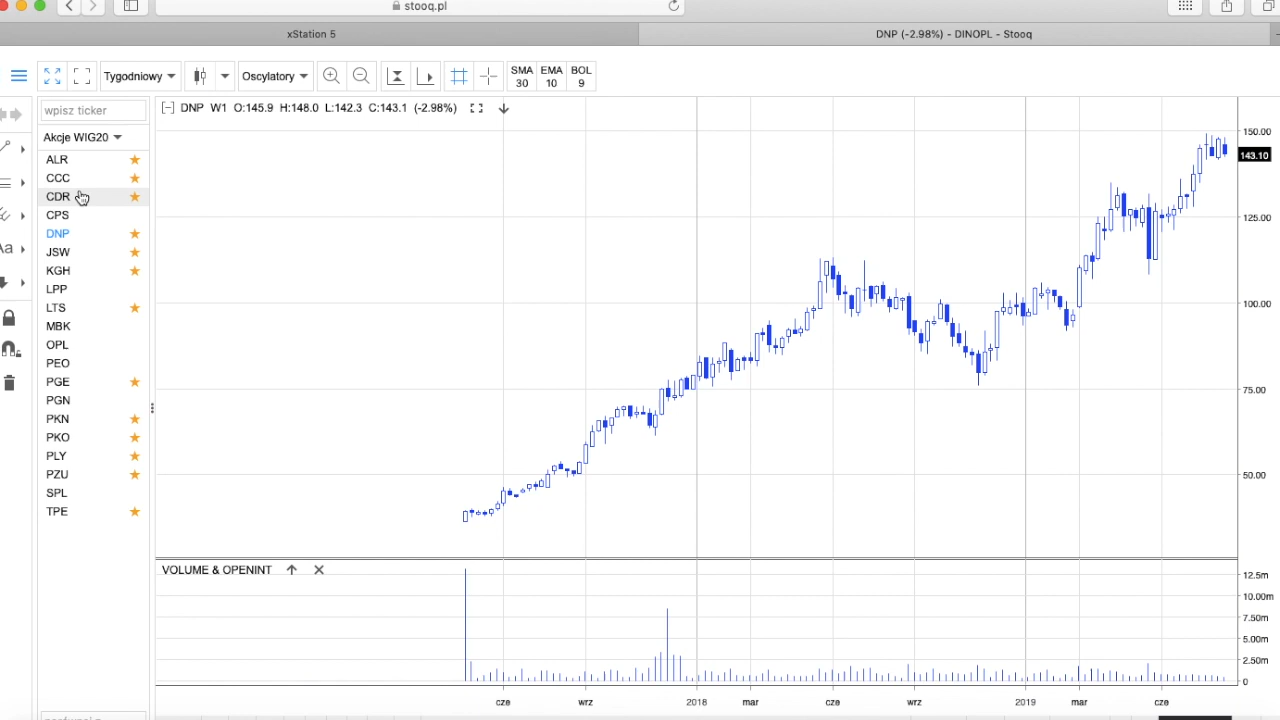 stooq.pl
xStation 5
DNP (-2.98%) - DINOPL - Stooq
Tygodniowy
Oscylatory
SMA 30
EMA 10
BOL 9
wpisz ticker
DNP W1 O:145.9 H:148.0 L:142.3 C:143.1 (-2.98%)
Akcje WIG20
ALR
CCC
CDR
CPS
DNP
JSW
KGH
LPP
LTS
MBK
OPL
PEO
PGE
PGN
PKN
PKO
PLY
PZU
SPL
TPE
Aa
150.00
143.10
125.00
100.00
75.00
50.00
VOLUME & OPENINT
12.5m
10.00m
7.50m
5.00m
2.50m
0
cze
wrz
2018
mar
cze
wrz
2019
mar
cze